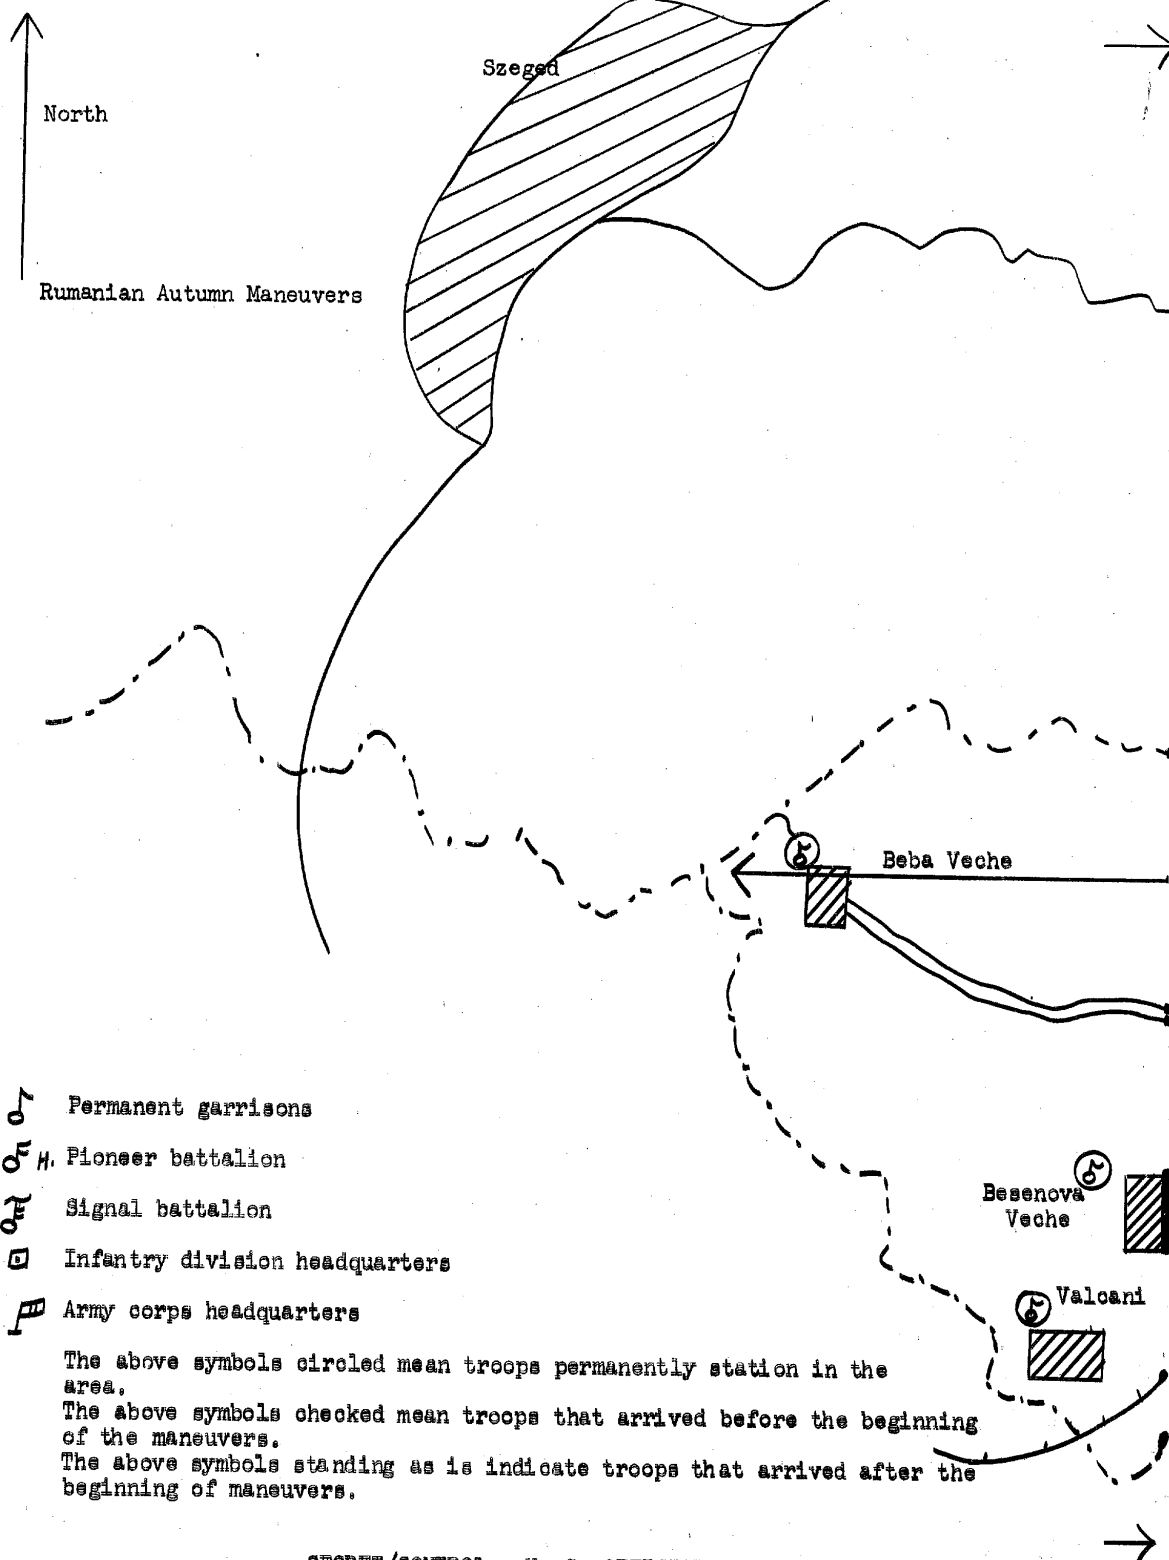 Szeged
North
Rumanian Autumn Maneuvers
Beba Veche
Permanent garrisons
H. Pioneer battalion
Signal battalion
Infantry division headquarters
Army corps headquarters
Besenova
Veche
Valcani
The above symbols circled mean troops permanently station in the
area.
The above symbols checked mean troops that arrived before the beginning
of the maneuvers.
The above symbols standing as is indicate troops that arrived after the
beginning of maneuvers.